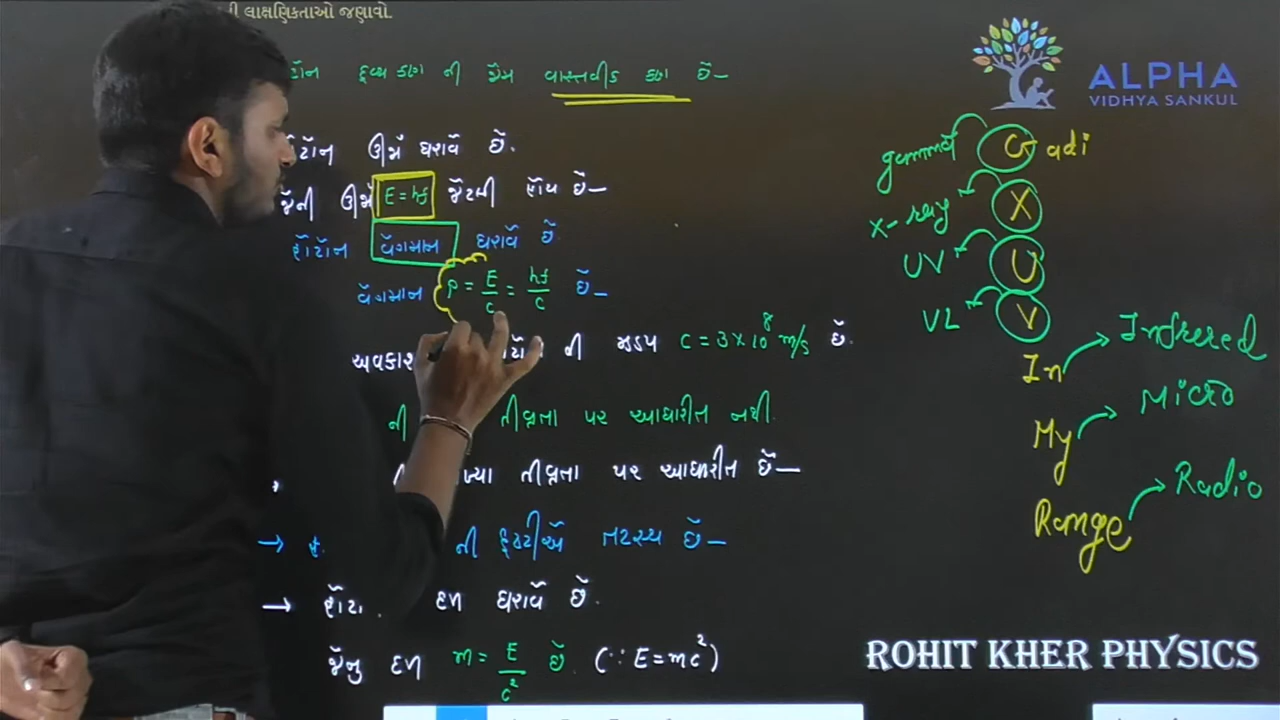 લાક્ષણિકતાઓ જણાવો.
દ્રવ્ય કણ ની જેમ વાસ્તવીક કણ છે-
ફોટૉન ઊર્જા ધરાવે છે.
જેની ઊર્જા E = hf જેટલી હોય છે-
ફોટૉન વેગમાન ધરાવે છે
વેગમાન P = E/c = hf/c છે-
ની ઝડપ C = 3 × 10^8 m/s છે.
ની તીવ્રતા પર આધારીત નથી.
તીવ્રતા પર આધારીત છે-
→ ની દ્રષ્ટીએ તટસ્થ છે-
→ દળ ધરાવે છે.
જેનુ દળ m = E/c² છે (∵ E=mc²)
ALPHA
VIDHYA SANKUL
gamma G adi
X-ray X
UV U
VL V
In Infrered
My Micro
Range Radio
ROHIT KHER PHYSICS